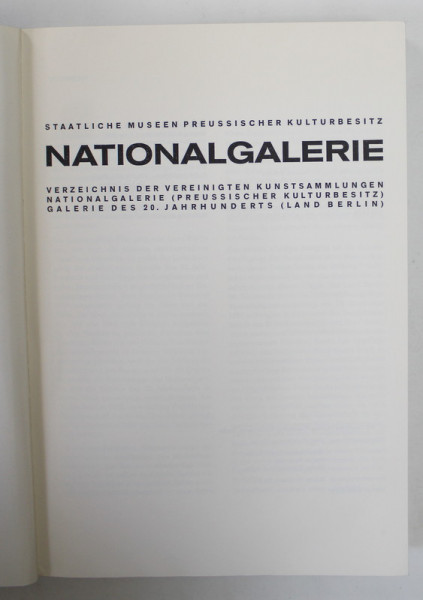 STAATLICHE MUSEEN PREUSSISCHER KULTURBESITZ
NATIONALGALERIE
VERZEICHNIS DER VEREINIGTEN KUNSTSAMMLUNGEN
NATIONALGALERIE (PREUSSISCHER KULTURBESITZ)
GALERIE DES 20. JAHRHUNDERTS (LAND BERLIN)